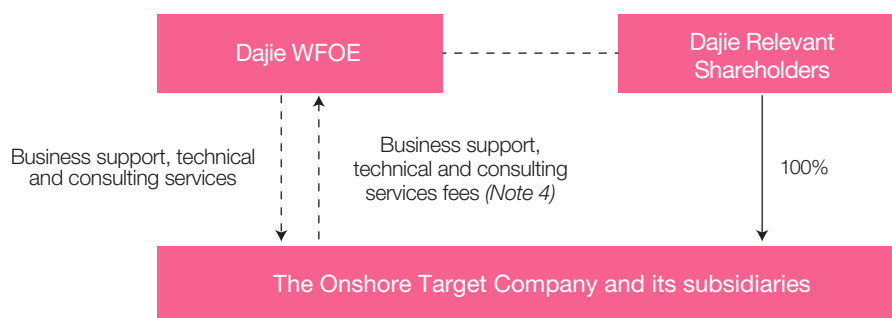 Dajie WFOE
Dajie Relevant
Shareholders
Business support, technical
and consulting services
Business support,
technical and consulting
services fees (Note 4)
100%
The Onshore Target Company and its subsidiaries